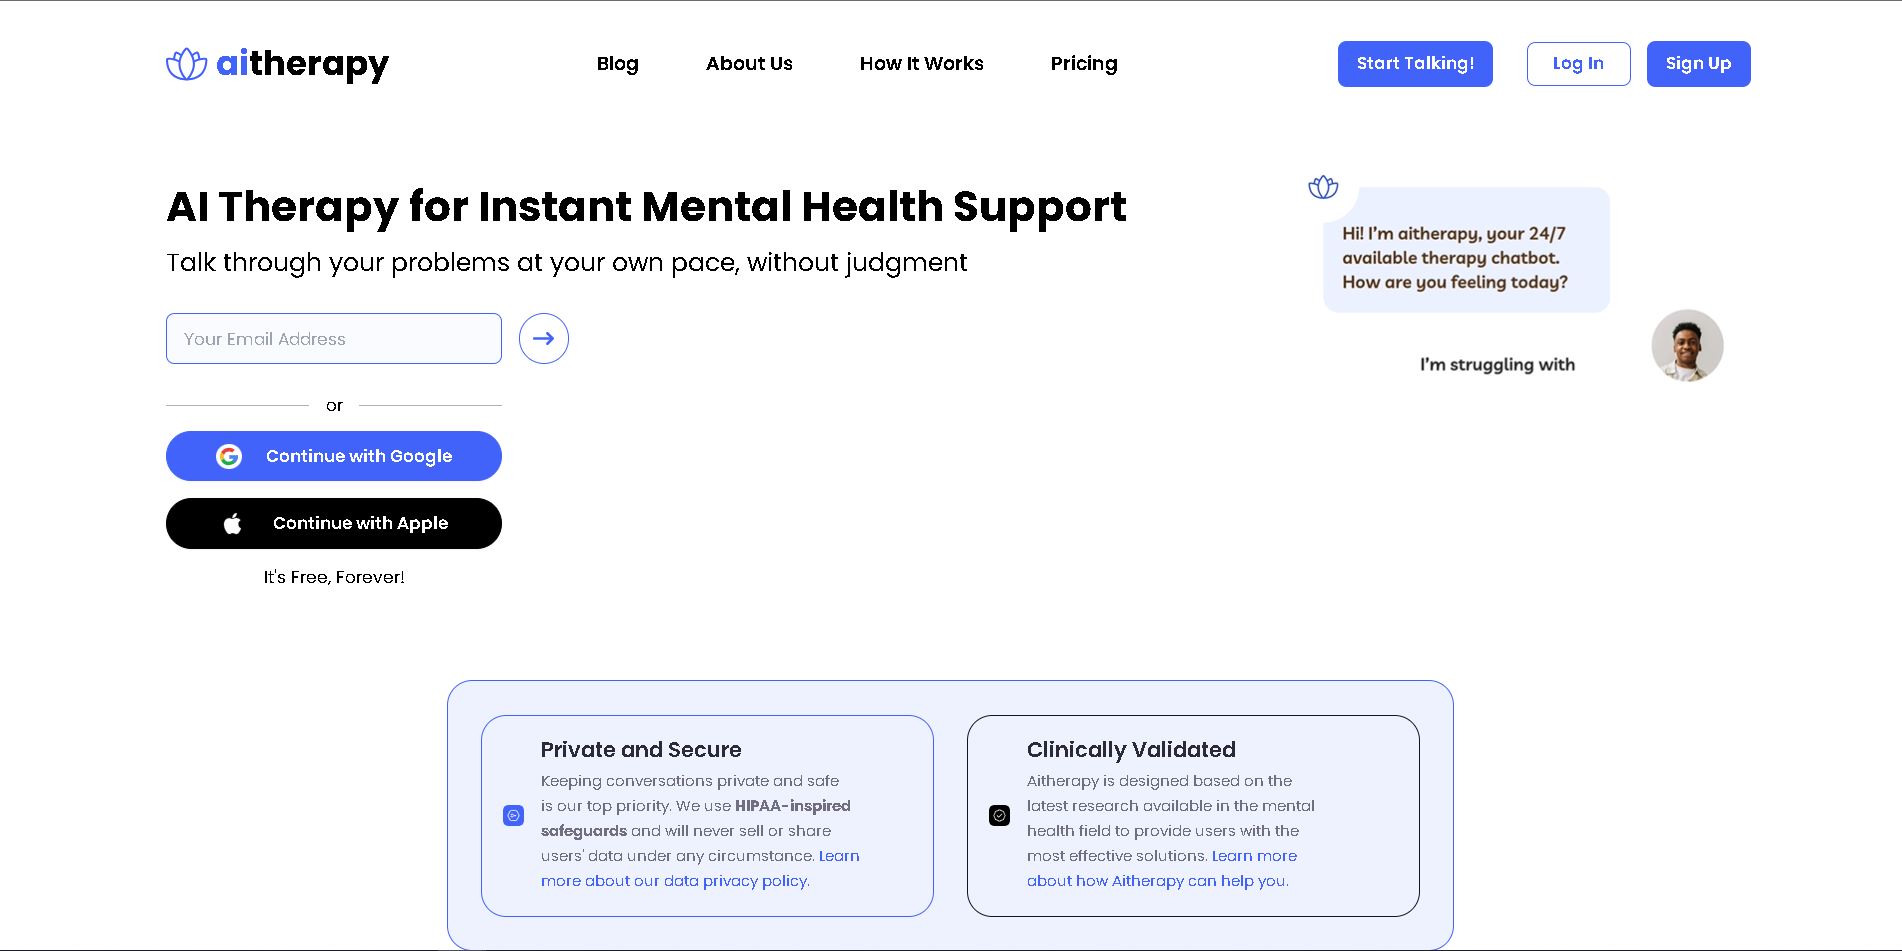 aitherapy
Blog
About Us
How It Works
Pricing
Start Talking!
Log In
Sign Up
AI Therapy for Instant Mental Health Support
Talk through your problems at your own pace, without judgment
Your Email Address
or
Continue with Google
Continue with Apple
It's Free, Forever!
Hi! I'm aitherapy, your 24/7
available therapy chatbot.
How are you feeling today?
I'm struggling with
Private and Secure
Keeping conversations private and safe
is our top priority. We use HIPAA-inspired
safeguards and will never sell or share
users' data under any circumstance. Learn
more about our data privacy policy.
Clinically Validated
Aitherapy is designed based on the
latest research available in the mental
health field to provide users with the
most effective solutions. Learn more
about how Aitherapy can help you.